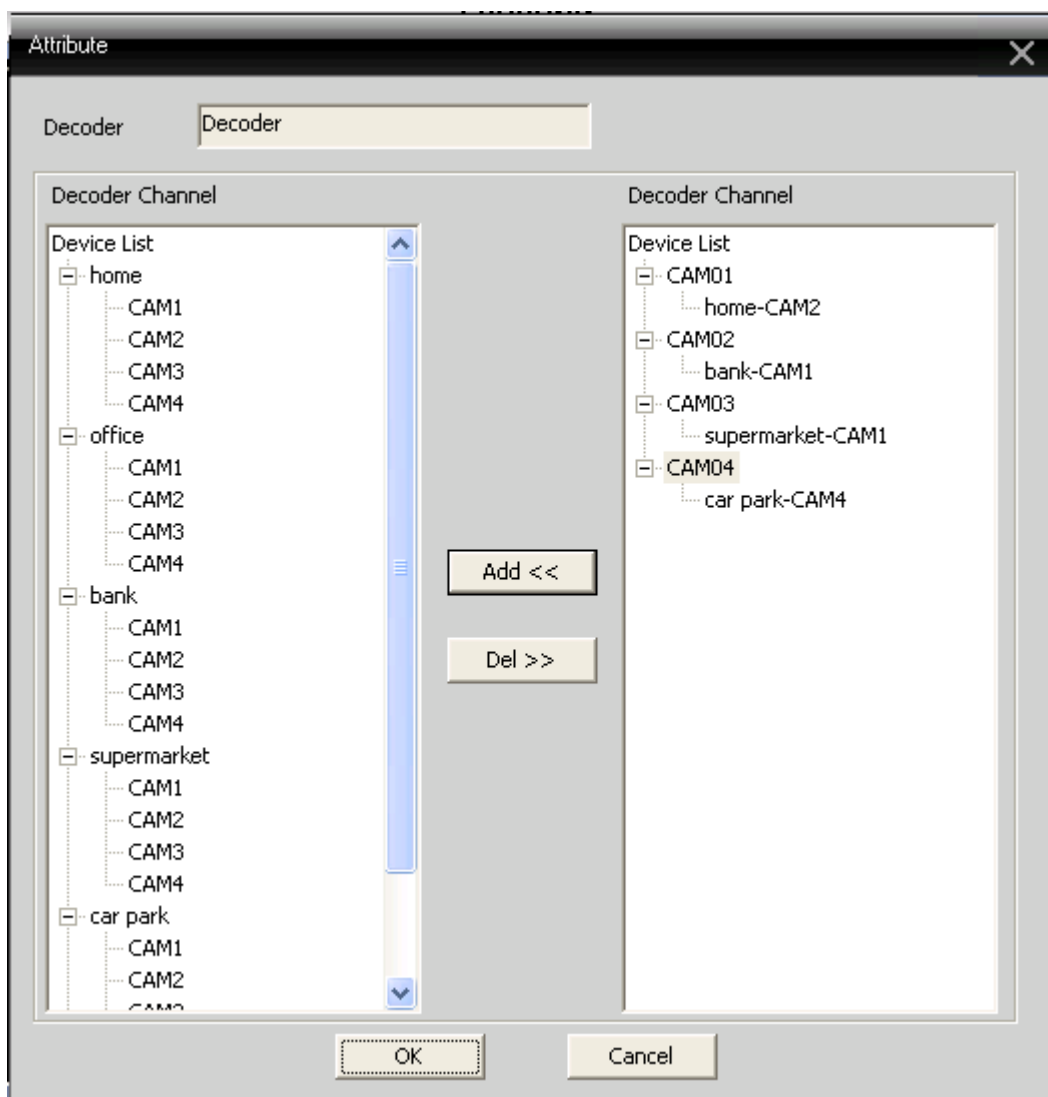 Attribute
Decoder
Decoder
Decoder Channel
Device List
home
CAM1
CAM2
CAM3
CAM4
office
CAM1
CAM2
CAM3
CAM4
bank
CAM1
CAM2
CAM3
CAM4
supermarket
CAM1
CAM2
CAM3
CAM4
car park
CAM1
CAM2
Add <<
Del >>
Decoder Channel
Device List
CAM01
home-CAM2
CAM02
bank-CAM1
CAM03
supermarket-CAM1
CAM04
car park-CAM4
OK
Cancel